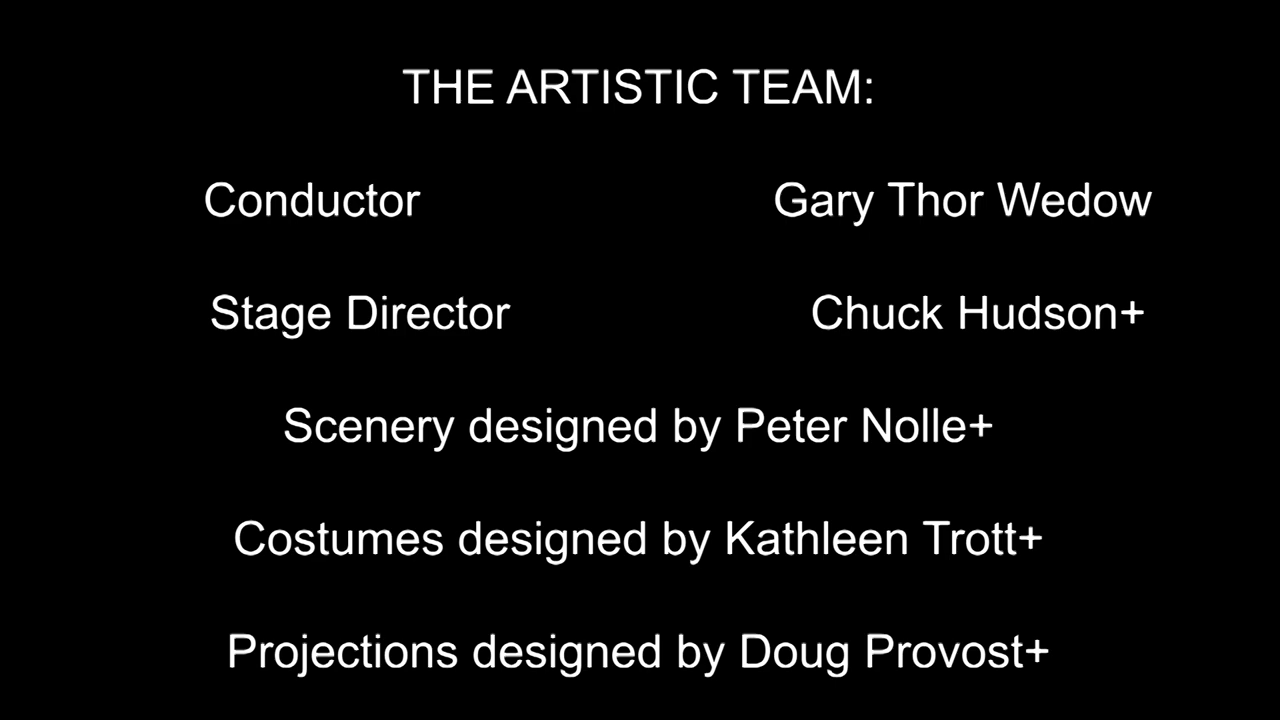 THE ARTISTIC TEAM:
Conductor Gary Thor Wedow
Stage Director Chuck Hudson+
Scenery designed by Peter Nolle+
Costumes designed by Kathleen Trott+
Projections designed by Doug Provost+